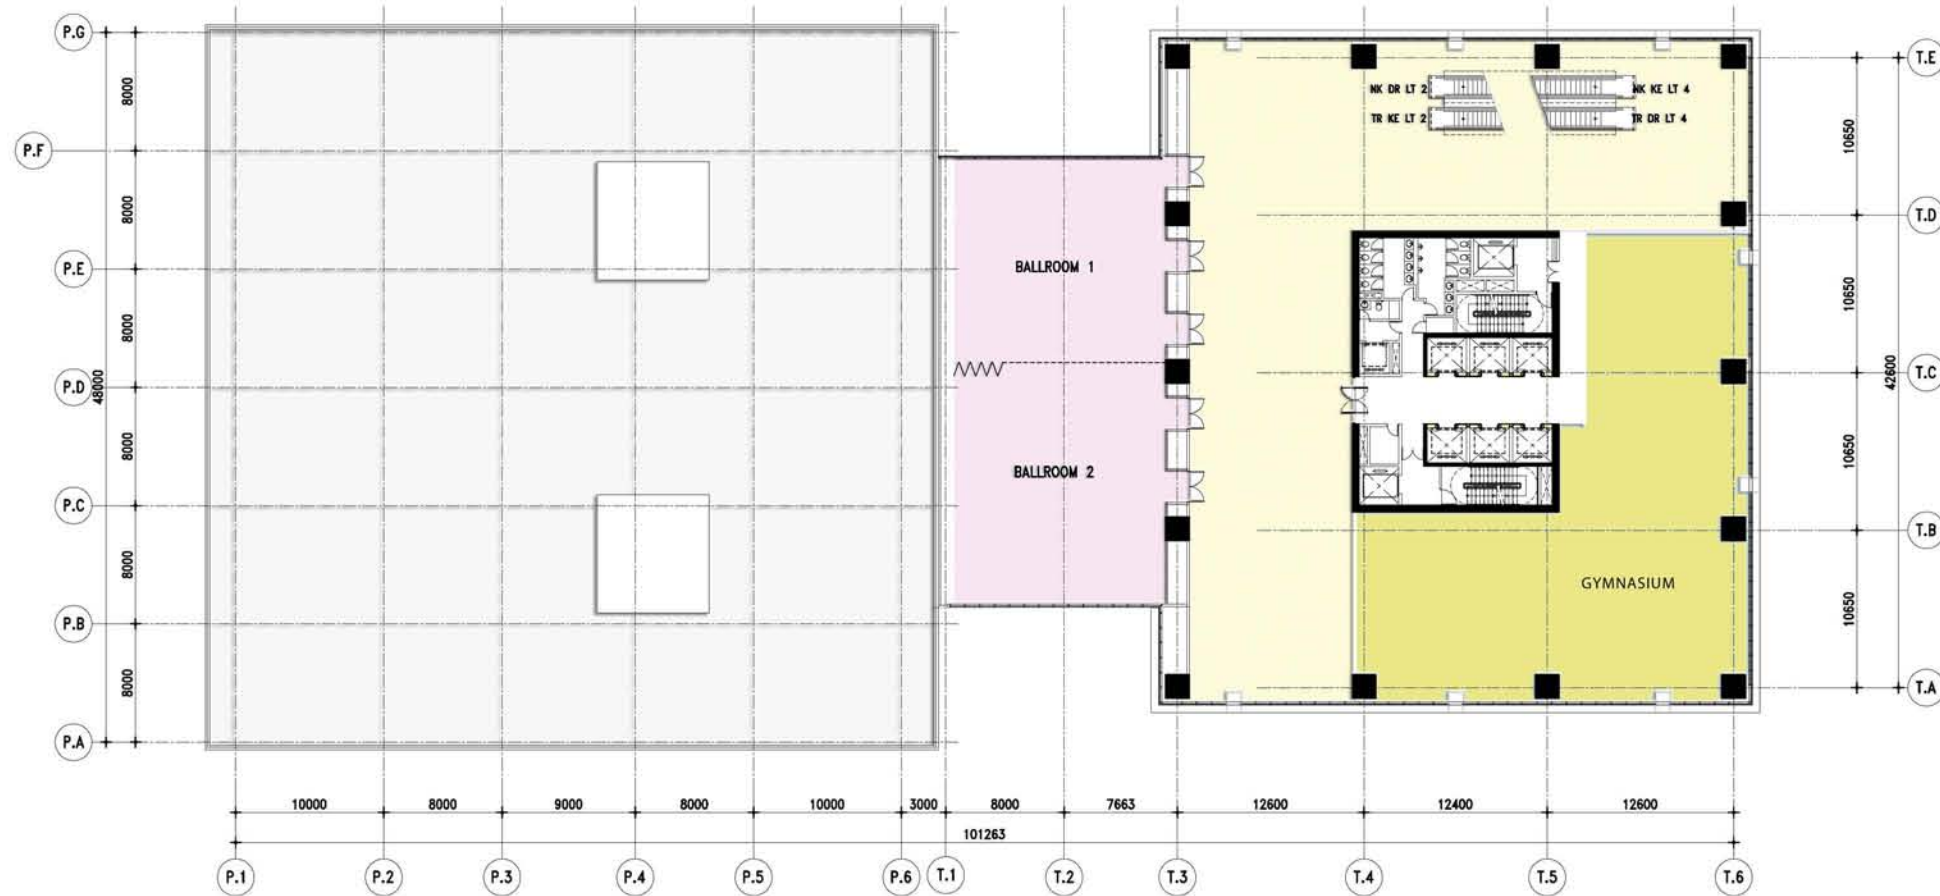 P.G
T.E
8000
NK DR LT 2
NK KE LT 4
TR KE LT 2
TR DR LT 4
10650
P.F
8000
T.D
P.E
BALLROOM 1
10650
8000
T.C
P.D
48000
42600
8000
BALLROOM 2
10650
P.C
T.B
8000
GYMNASIUM
10650
P.B
8000
T.A
P.A
10000 8000 9000 8000 10000 3000 8000 7663 12600 12400 12600
101263
P.1 P.2 P.3 P.4 P.5 P.6 T.1 T.2 T.3 T.4 T.5 T.6